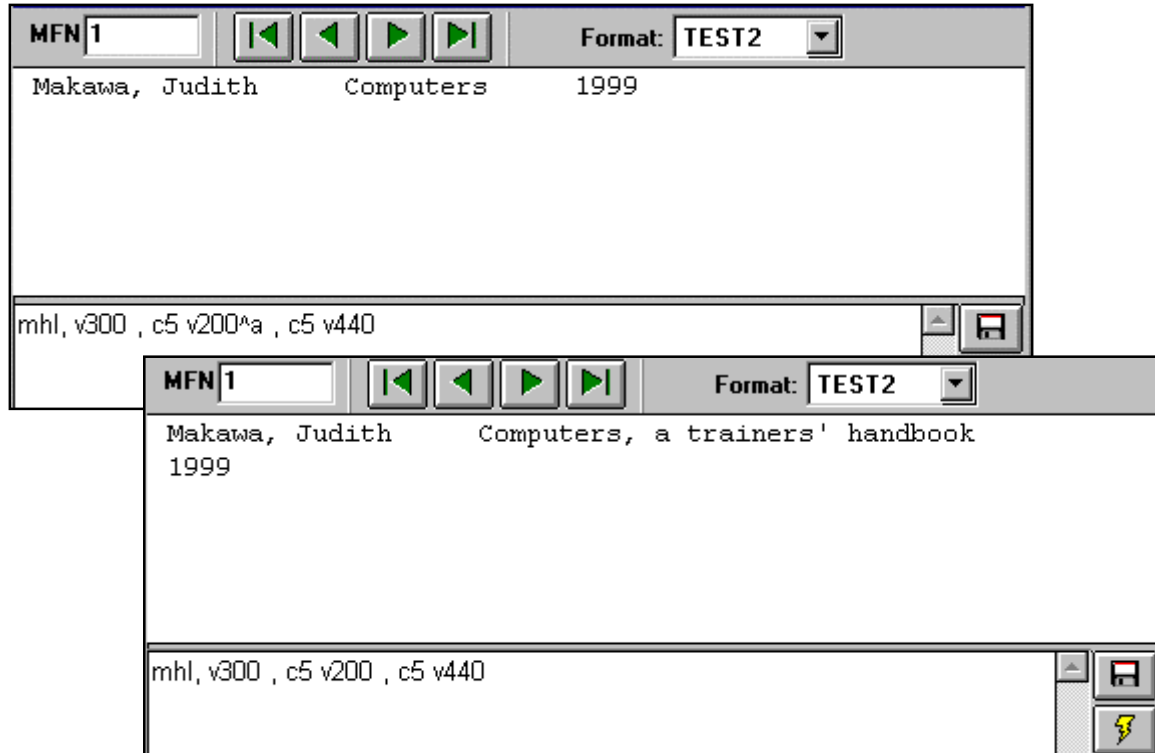 MFN 1 Format: TEST2
Makawa, Judith Computers 1999
mhl, v300 , c5 v200^a , c5 v440
MFN 1 Format: TEST2
Makawa, Judith Computers, a trainers' handbook
1999
mhl, v300 , c5 v200 , c5 v440